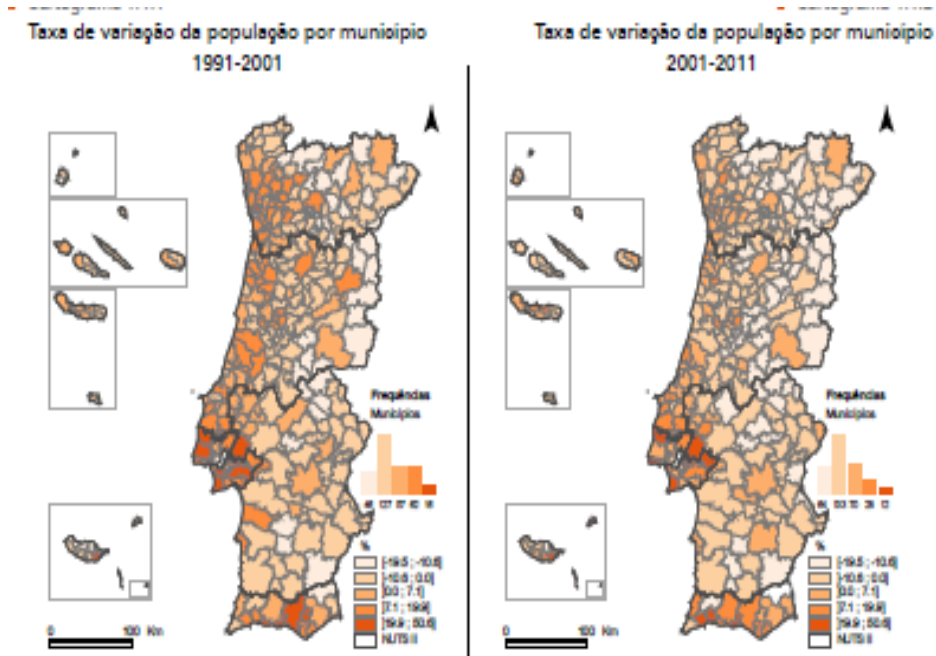 Taxa de variação da população por município
1991-2001
Frequências
Municípios
%
[-19.5 ; -10.6]
]-10.6 ; 0.0]
]0.0 ; 7.1]
]7.1 ; 19.9]
]19.9 ; 50.6]
NUTS II
0 100 Km
Taxa de variação da população por município
2001-2011
Frequências
Municípios
%
[-19.5 ; -10.6]
]-10.6 ; 0.0]
]0.0 ; 7.1]
]7.1 ; 19.9]
]19.9 ; 50.6]
NUTS II
0 100 Km